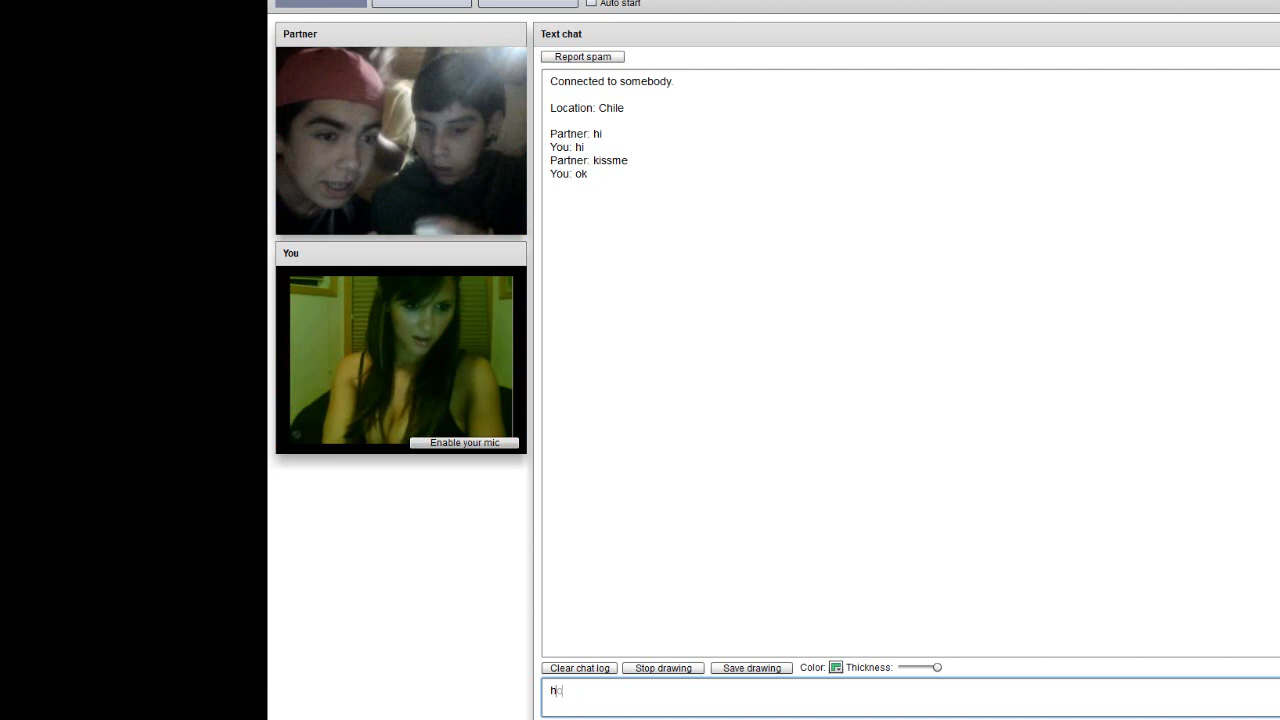 Auto start
Partner
Text chat
Report spam
Connected to somebody.
Location: Chile
Partner: hi
You: hi
Partner: kissme
You: ok
You
Enable your mic
Clear chat log
Stop drawing
Save drawing
Color:
Thickness: